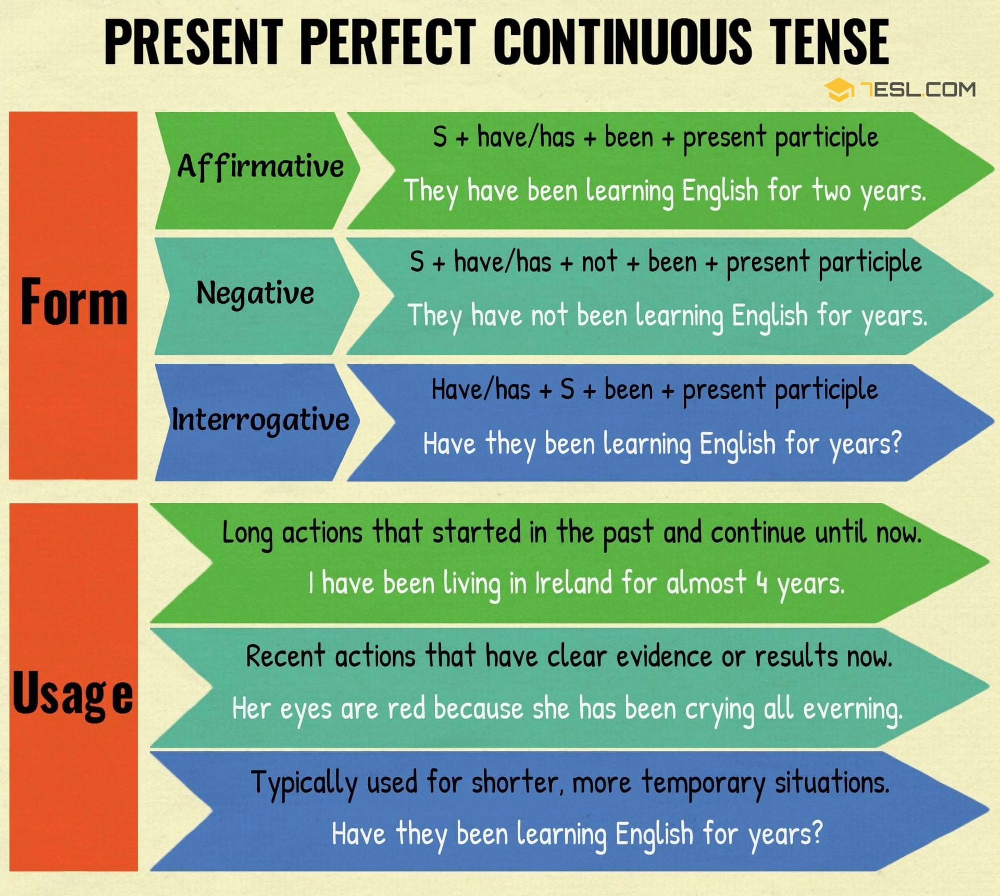 PRESENT PERFECT CONTINUOUS TENSE
7ESL.COM
Form
Affirmative
S + have/has + been + present participle
They have been learning English for two years.
Negative
S + have/has + not + been + present participle
They have not been learning English for years.
Interrogative
Have/has + S + been + present participle
Have they been learning English for years?
Usage
Long actions that started in the past and continue until now.
I have been living in Ireland for almost 4 years.
Recent actions that have clear evidence or results now.
Her eyes are red because she has been crying all everning.
Typically used for shorter, more temporary situations.
Have they been learning English for years?